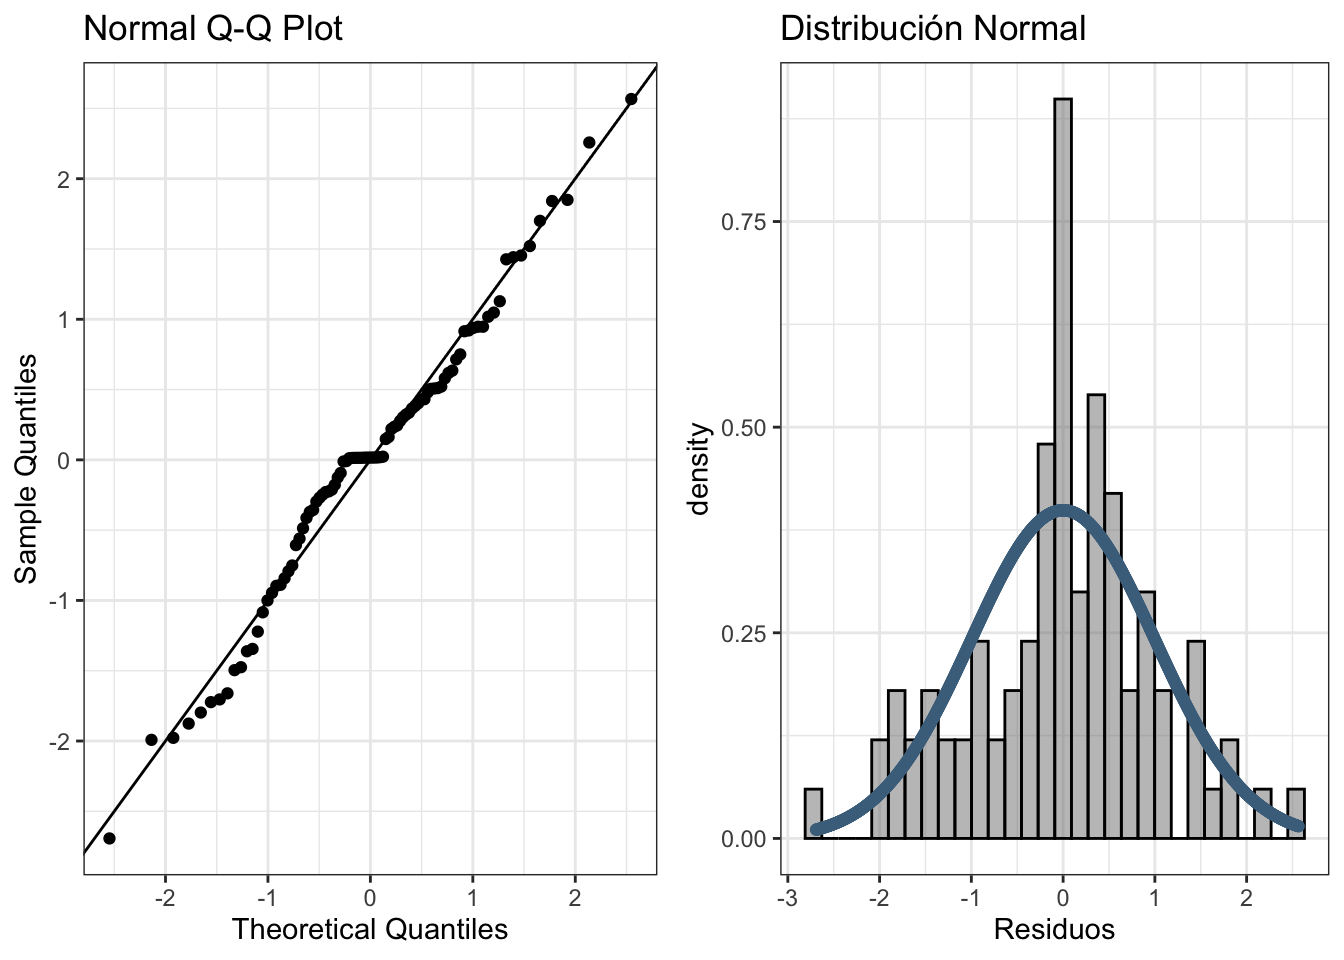 Normal Q-Q Plot
Sample Quantiles
2
1
0
-1
-2
-2 -1 0 1 2
Theoretical Quantiles
Distribución Normal
density
0.75
0.50
0.25
0.00
-3 -2 -1 0 1 2
Residuos